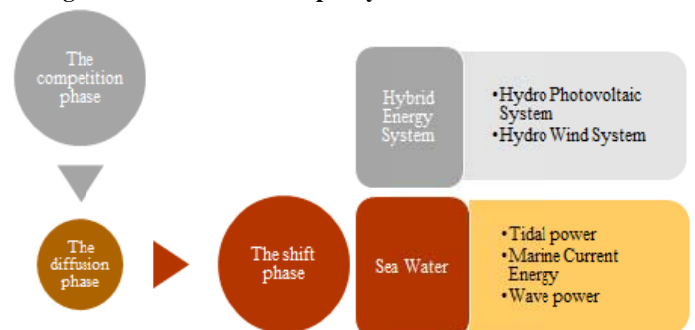 The
competition
phase
Hybrid
Energy
System
•Hydro Photovoltaic
System
•Hydro Wind System
The
diffusion
phase
The shift
phase
Sea Water
•Tidal power
•Marine Current
Energy
•Wave power